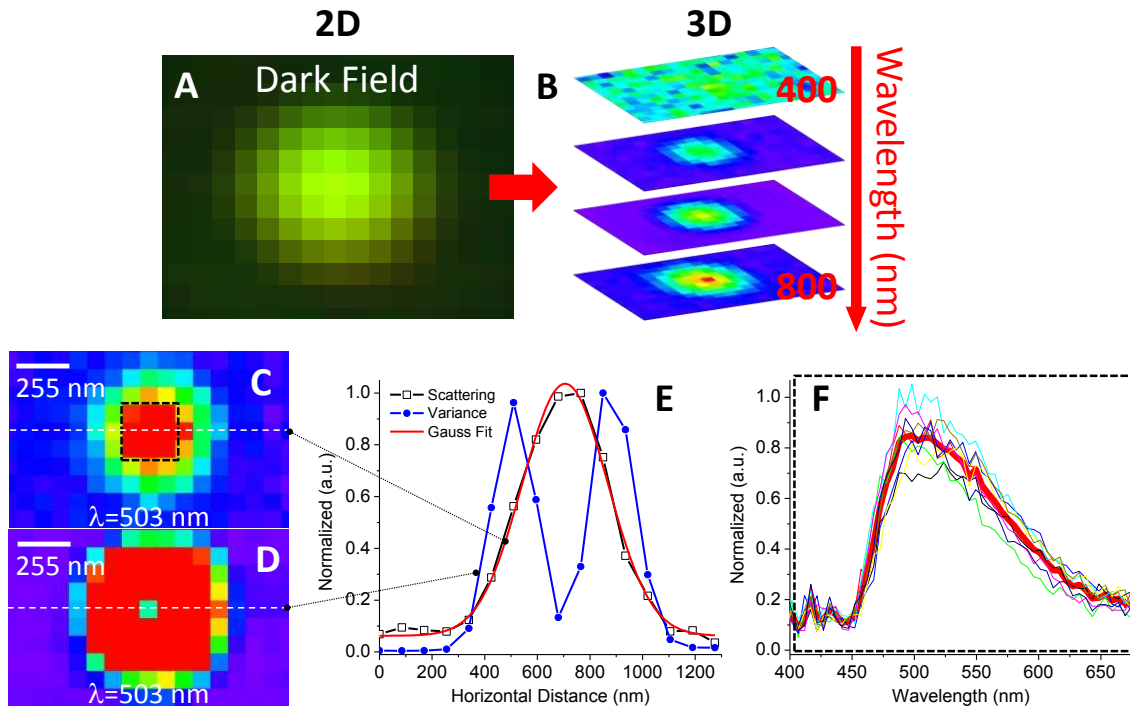 2D
3D
A
Dark Field
B
400
800
Wavelength (nm)
255 nm
C
λ=503 nm
255 nm
D
λ=503 nm
E
Scattering
Variance
Gauss Fit
1.0
0.8
0.6
0.4
0.2
0.0
Normalized (a.u.)
0 200 400 600 800 1000 1200
Horizontal Distance (nm)
F
1.0
0.8
0.6
0.4
0.2
0.0
Normalized (a.u.)
400 450 500 550 600 650
Wavelength (nm)